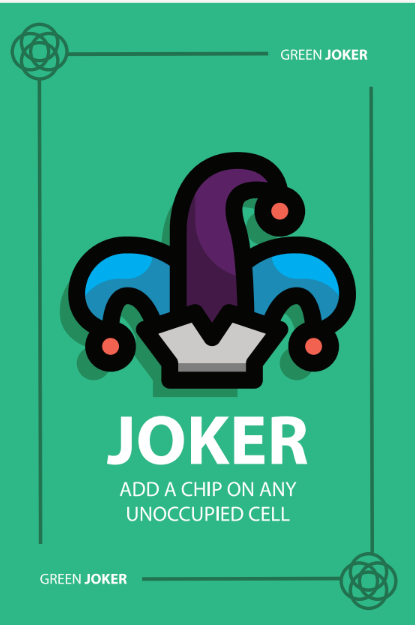 GREEN JOKER
JOKER
ADD A CHIP ON ANY
UNOCCUPIED CELL
GREEN JOKER